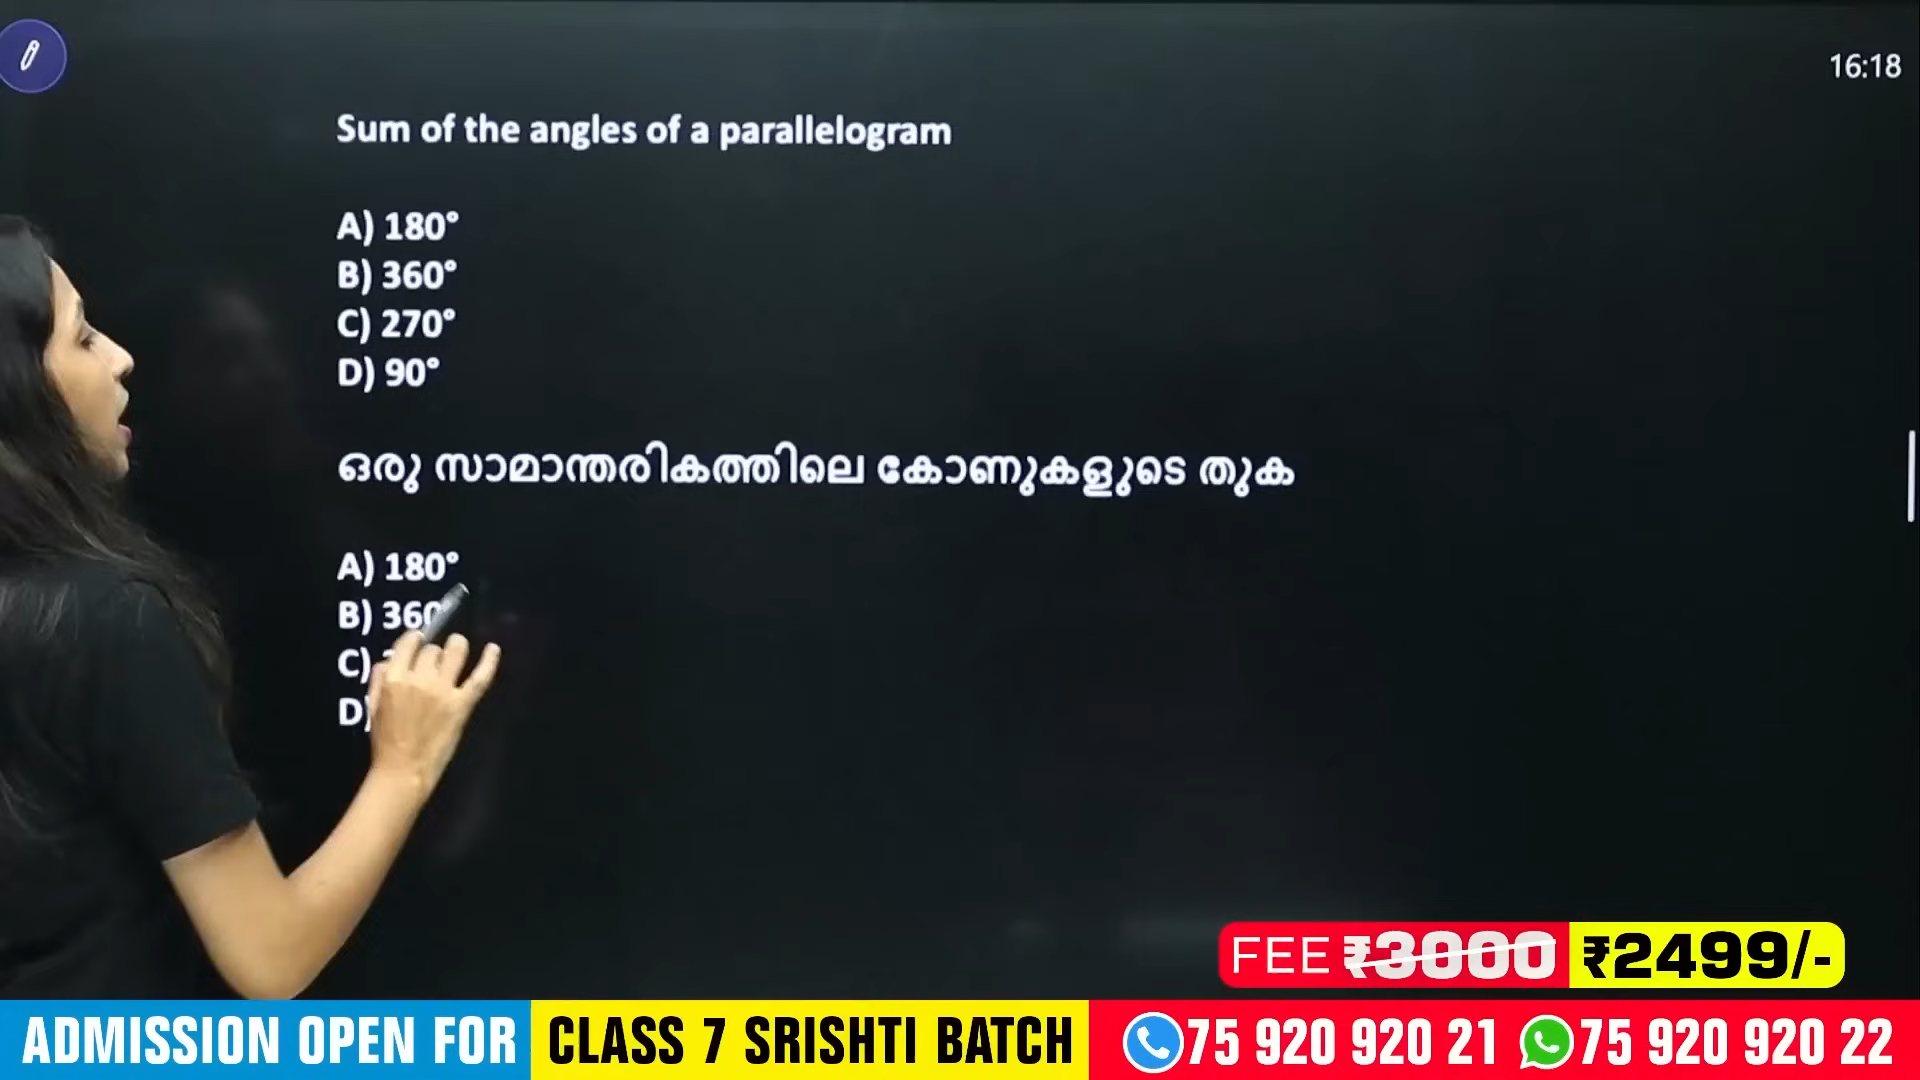 16:18
Sum of the angles of a parallelogram
A) 180°
B) 360°
C) 270°
D) 90°
ഒരു സാമാന്തരികത്തിലെ കോണുകളുടെ തുക
A) 180°
B) 360
C)
D)
FEE ₹3000 ₹2499/-
ADMISSION OPEN FOR CLASS 7 SRISHTI BATCH 75 920 920 21 75 920 920 22